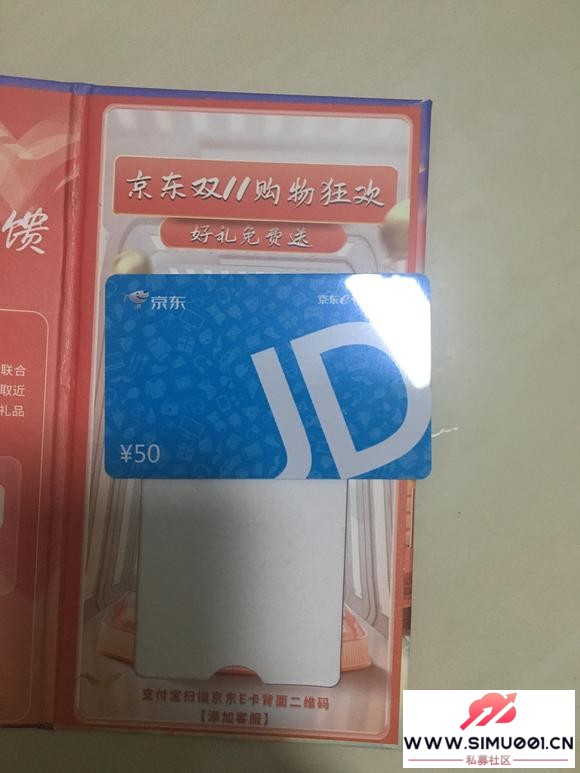 馈
联合
取近
礼品
京东双11购物狂欢
好礼免费送
京东
京东e卡
JD
¥50
支付宝扫描京东E卡背面二维码
【添加客服】
WWW.SIMU001.CN
私募社区